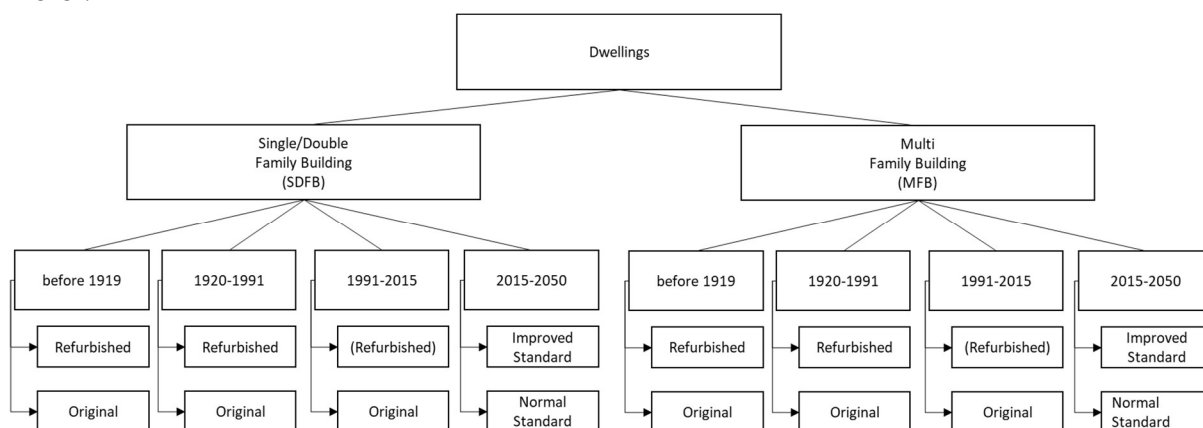 Dwellings
Single/Double
Family Building
(SDFB)
Multi
Family Building
(MFB)
before 1919
1920-1991
1991-2015
2015-2050
before 1919
1920-1991
1991-2015
2015-2050
Refurbished
Refurbished
(Refurbished)
Improved
Standard
Refurbished
Refurbished
(Refurbished)
Improved
Standard
Original
Original
Original
Normal
Standard
Original
Original
Original
Normal
Standard